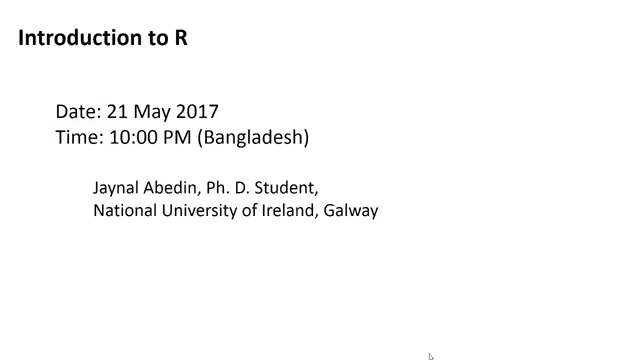 Introduction to R
Date: 21 May 2017
Time: 10:00 PM (Bangladesh)
Jaynal Abedin, Ph. D. Student,
National University of Ireland, Galway